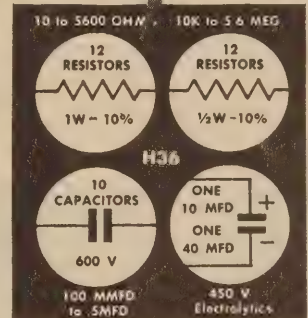 10 to 5600 OHM, 10K to 5.6 MEG
12
RESISTORS
1W - 10%
12
RESISTORS
½W - 10%
H36
10
CAPACITORS
600 V
ONE
10 MFD
ONE
40 MFD
+
-
100 MMFD
to .5MFD
450 V
Electrolytics